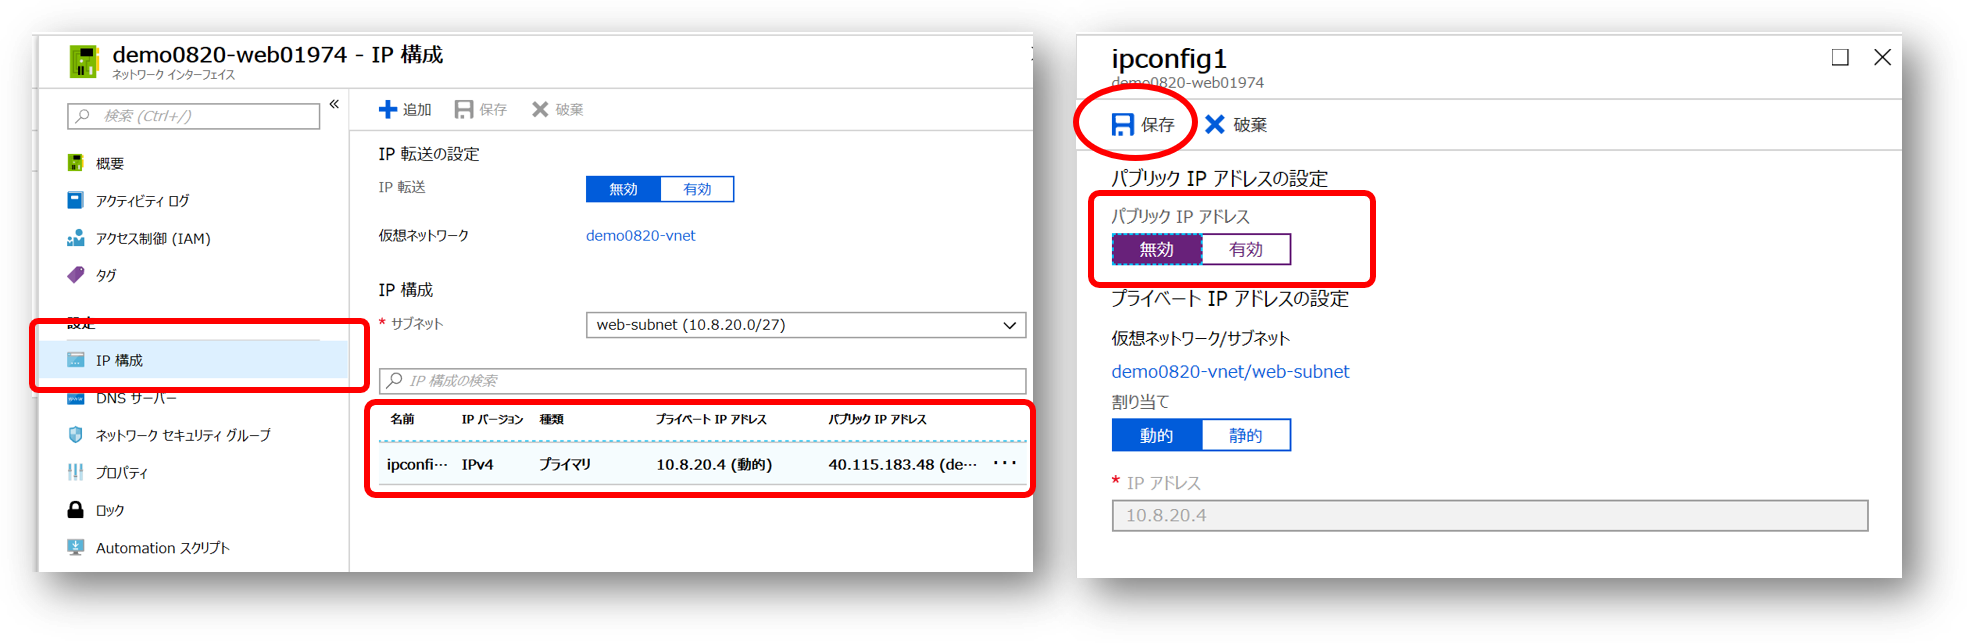 demo0820-web01974 - IP 構成
ネットワーク インターフェイス
検索 (Ctrl+/)
«
概要
アクティビティ ログ
アクセス制御 (IAM)
タグ
設定
IP 構成
DNS サーバー
ネットワーク セキュリティ グループ
プロパティ
ロック
Automation スクリプト
追加 保存 破棄
IP 転送の設定
IP 転送 無効 有効
仮想ネットワーク demo0820-vnet
IP 構成
* サブネット web-subnet (10.8.20.0/27)
IP 構成の検索
名前 IP バージョン 種類 プライベート IP アドレス パブリック IP アドレス
ipconfi··· IPv4 プライマリ 10.8.20.4 (動的) 40.115.183.48 (de··· ···
ipconfig1
demo0820-web01974
保存 破棄
パブリック IP アドレスの設定
パブリック IP アドレス
無効 有効
プライベート IP アドレスの設定
仮想ネットワーク/サブネット
demo0820-vnet/web-subnet
割り当て
動的 静的
* IP アドレス
10.8.20.4